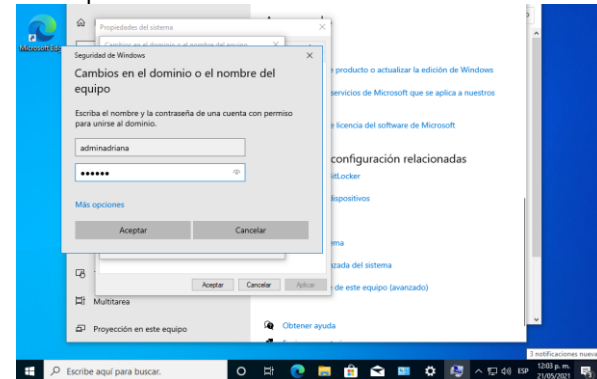 Microsoft Edge
Propiedades del sistema
Cambios en el dominio o el nombre del equipo
Seguridad de Windows
Cambios en el dominio o el nombre del
equipo
Escriba el nombre y la contraseña de una cuenta con permiso
para unirse al dominio.
adminadriana
Más opciones
Aceptar
Cancelar
producto o actualizar la edición de Windows
servicios de Microsoft que se aplica a nuestros
licencia del software de Microsoft
configuración relacionadas
itLocker
dispositivos
ema
zada del sistema
de este equipo (avanzado)
Aceptar
Cancelar
Aplicar
Multitarea
Proyección en este equipo
Obtener ayuda
3 notificaciones nueva
Escribe aquí para buscar.
ESP
12:03 p. m.
21/05/2021